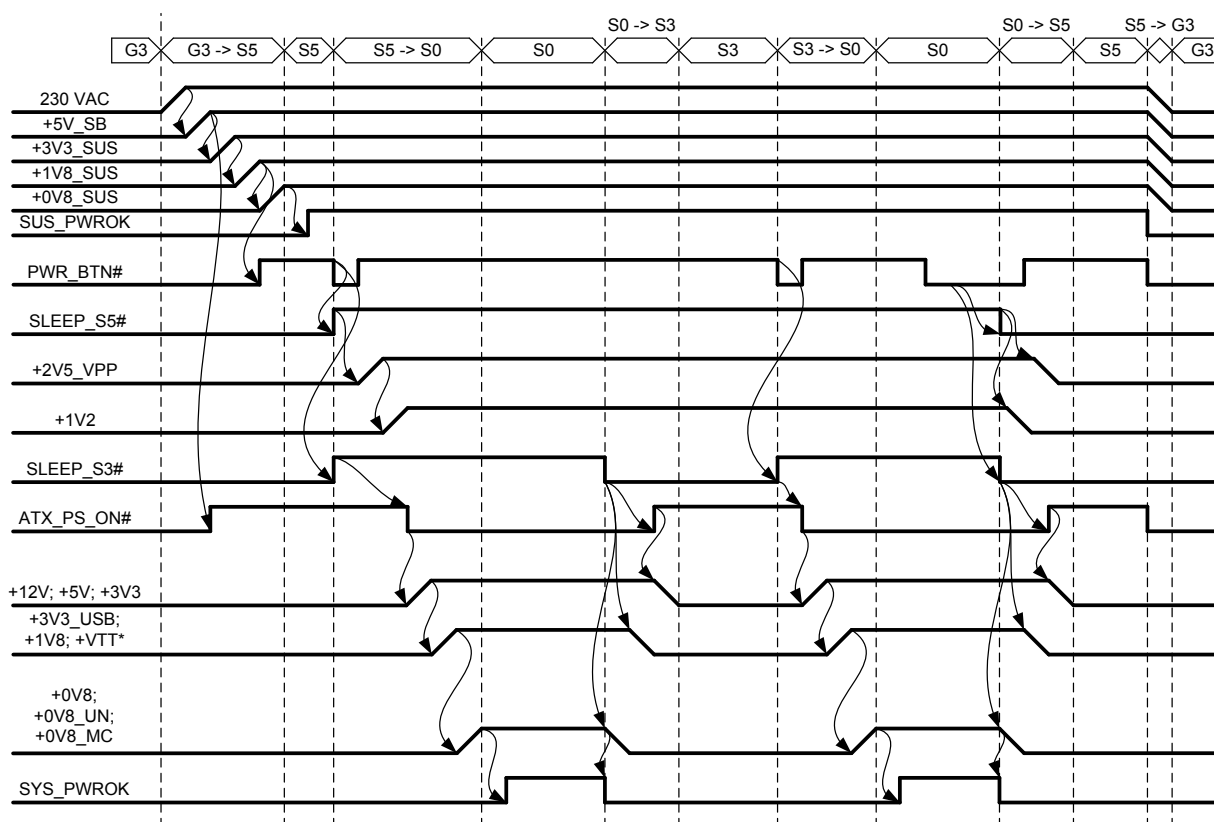 S0 -> S3
S0 -> S5
S5 -> G3
G3
G3 -> S5
S5
S5 -> S0
S0
S3
S3 -> S0
S0
S5
G3
230 VAC
+5V_SB
+3V3_SUS
+1V8_SUS
+0V8_SUS
SUS_PWROK
PWR_BTN#
SLEEP_S5#
+2V5_VPP
+1V2
SLEEP_S3#
ATX_PS_ON#
+12V; +5V; +3V3
+3V3_USB;
+1V8; +VTT*
+0V8;
+0V8_UN;
+0V8_MC
SYS_PWROK